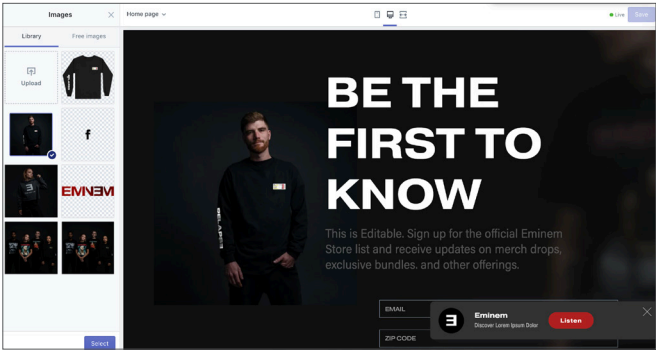 Images
Home page
Live
Save
Library
Free images
Upload
f
EMINEM
Select
BE THE
FIRST TO
KNOW
RELAPSE
This is Editable. Sign up for the official Eminem
Store list and receive updates on merch drops,
exclusive bundles. and other offerings.
EMAIL
ZIP CODE
Eminem
Discover Lorem Ipsum Dolor
Listen